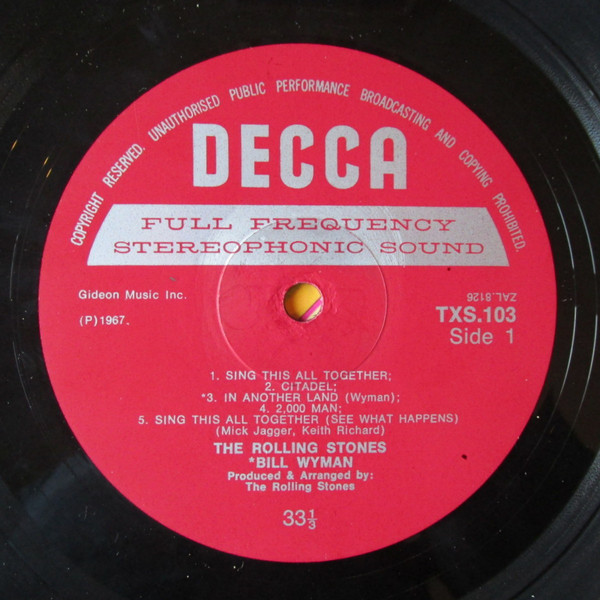 COPYRIGHT RESERVED. UNAUTHORISED PUBLIC PERFORMANCE BROADCASTING AND COPYING PROHIBITED.
DECCA
FULL FREQUENCY
STEREOPHONIC SOUND
Gideon Music Inc.
(P)1967.
ZAL.8126
TXS.103
Side 1
1. SING THIS ALL TOGETHER;
2. CITADEL;
*3. IN ANOTHER LAND (Wyman);
4. 2,000 MAN;
5. SING THIS ALL TOGETHER (SEE WHAT HAPPENS)
(Mick Jagger, Keith Richard)
THE ROLLING STONES
*BILL WYMAN
Produced & Arranged by:
The Rolling Stones
33⅓